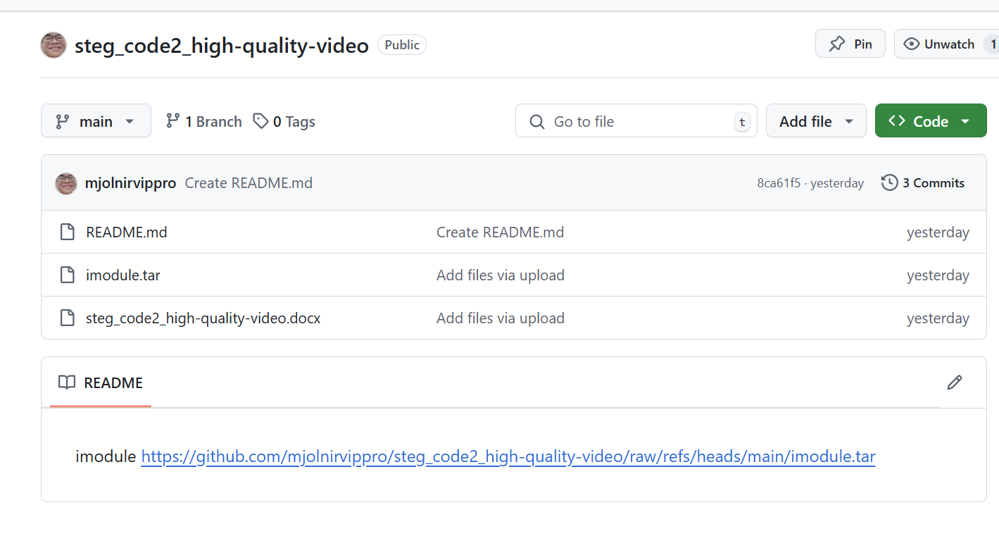 steg_code2_high-quality-video Public Pin Unwatch 1
main 1 Branch 0 Tags Go to file t Add file Code
mjolnirvippro Create README.md 8ca61f5 · yesterday 3 Commits
README.md Create README.md yesterday
imodule.tar Add files via upload yesterday
steg_code2_high-quality-video.docx Add files via upload yesterday
README
imodule https://github.com/mjolnirvippro/steg_code2_high-quality-video/raw/refs/heads/main/imodule.tar